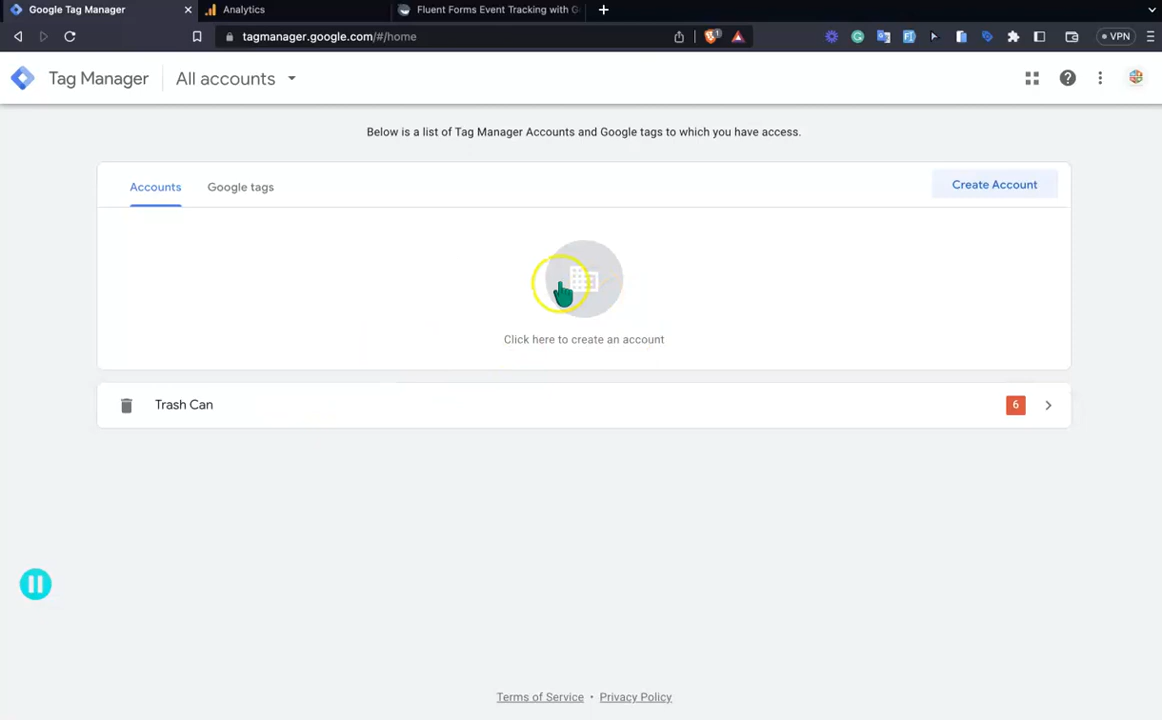 Google Tag Manager
Analytics
Fluent Forms Event Tracking with G
tagmanager.google.com/#/home
1
VPN
Tag Manager
All accounts
Below is a list of Tag Manager Accounts and Google tags to which you have access.
Accounts
Google tags
Create Account
Click here to create an account
Trash Can
6
Terms of Service • Privacy Policy